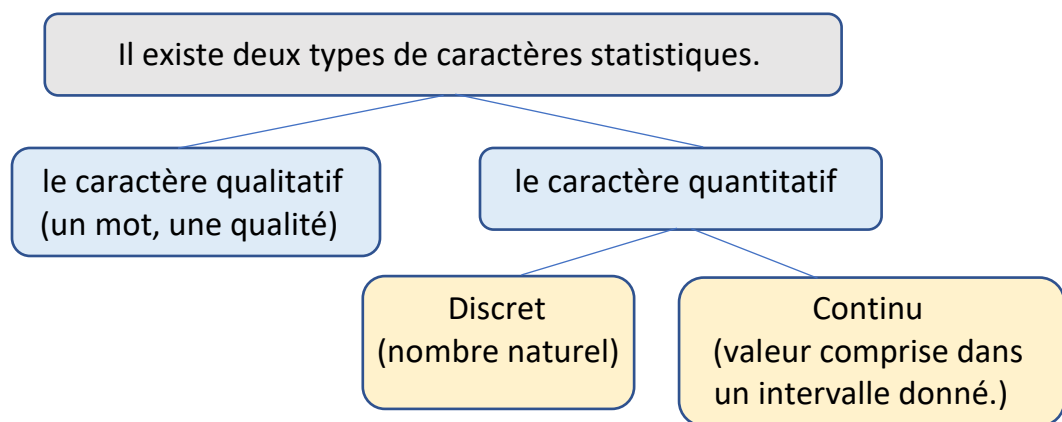 Il existe deux types de caractères statistiques.
le caractère qualitatif
(un mot, une qualité)
le caractère quantitatif
Discret
(nombre naturel)
Continu
(valeur comprise dans
un intervalle donné.)